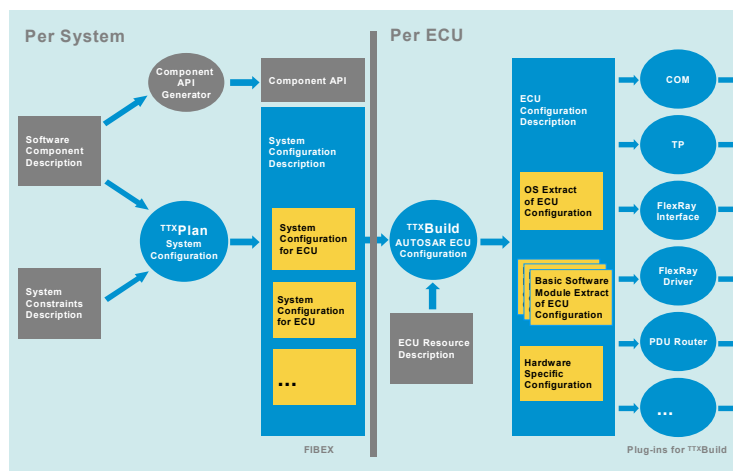 Per System
Per ECU
Component
API
Generator
Component API
Software
Component
Description
System
Configuration
Description
TTXPlan
System
Configuration
System
Configuration
for ECU
System
Constraints
Description
System
Configuration
for ECU
...
FIBEX
TTXBuild
AUTOSAR ECU
Configuration
ECU Resource
Description
ECU
Configuration
Description
OS Extract
of ECU
Configuration
Basic Software
Module Extract
of ECU
Configuration
Hardware
Specific
Configuration
COM
TP
FlexRay
Interface
FlexRay
Driver
PDU Router
...
Plug-ins for TTXBuild